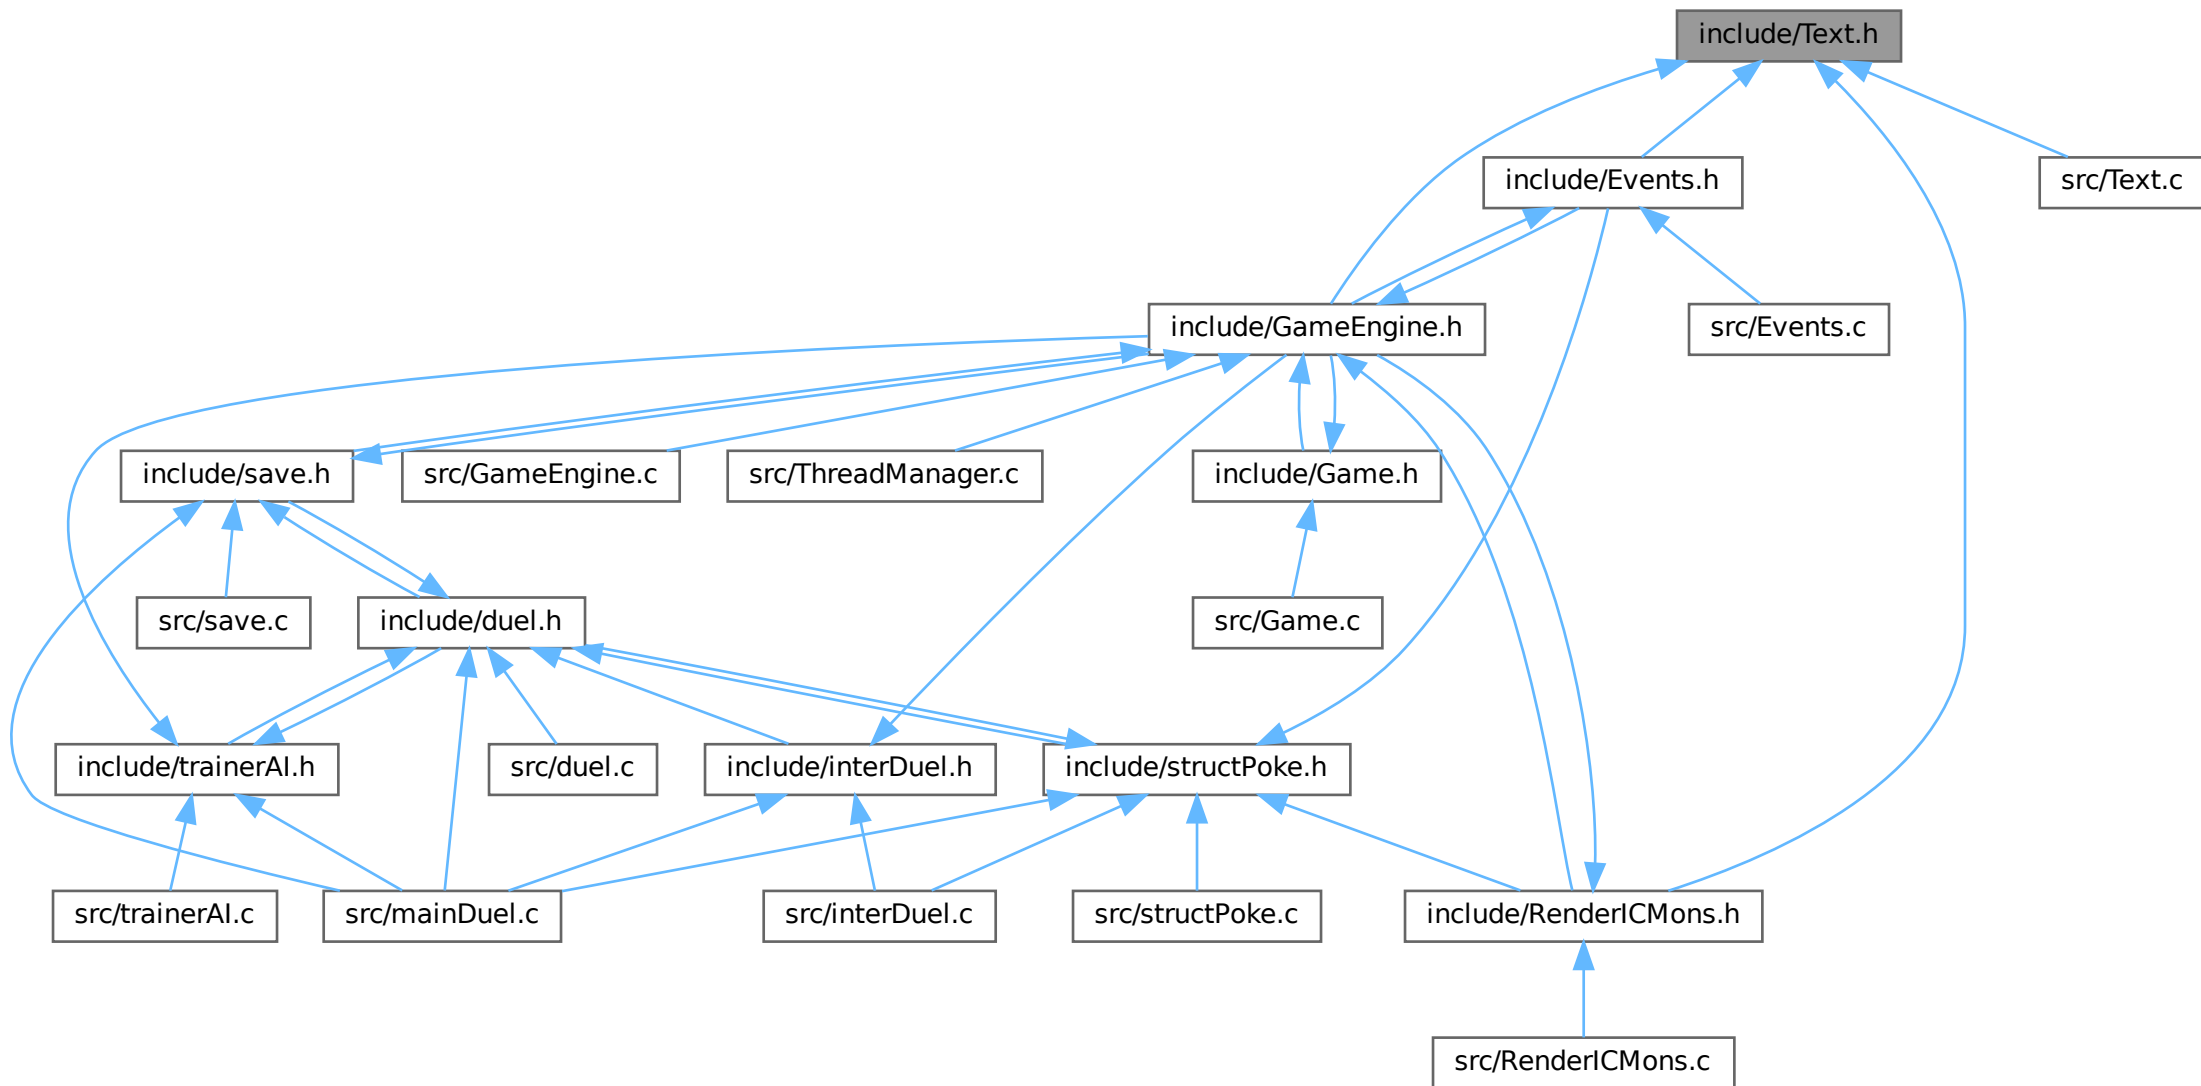 include/Text.h
include/Events.h
src/Text.c
include/GameEngine.h
src/Events.c
include/save.h
src/GameEngine.c
src/ThreadManager.c
include/Game.h
src/save.c
include/duel.h
src/Game.c
include/trainerAI.h
src/duel.c
include/interDuel.h
include/structPoke.h
src/trainerAI.c
src/mainDuel.c
src/interDuel.c
src/structPoke.c
include/RenderICMons.h
src/RenderICMons.c